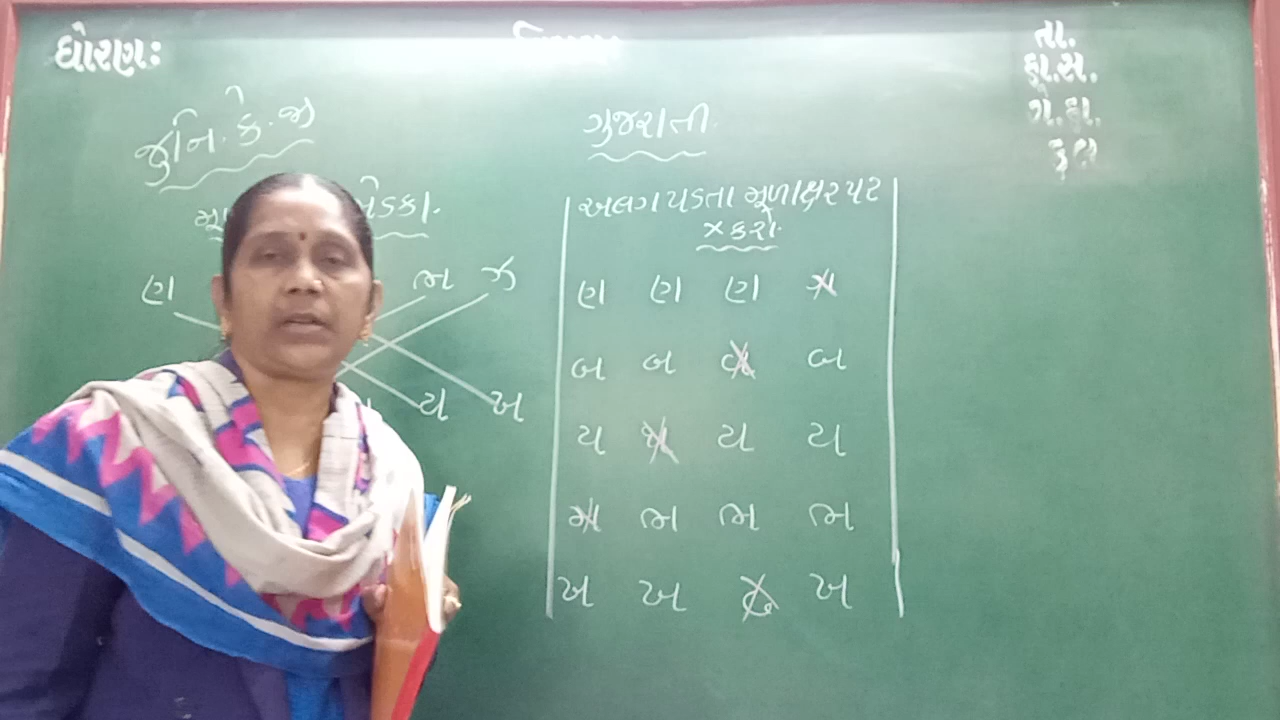 ધોરણઃ
તા.
હા.સ.
ગે.હા.
કુલ
જુનિ. કે. જી
ગુજરાતી.
અલગ પડતા મૂળાક્ષર પર
× કરો.
ણ
ભ ઝ
ય ખ
ણ ણ ણ
બ બ બ
ય ય ય
ભ ભ ભ
ખ ખ ખ